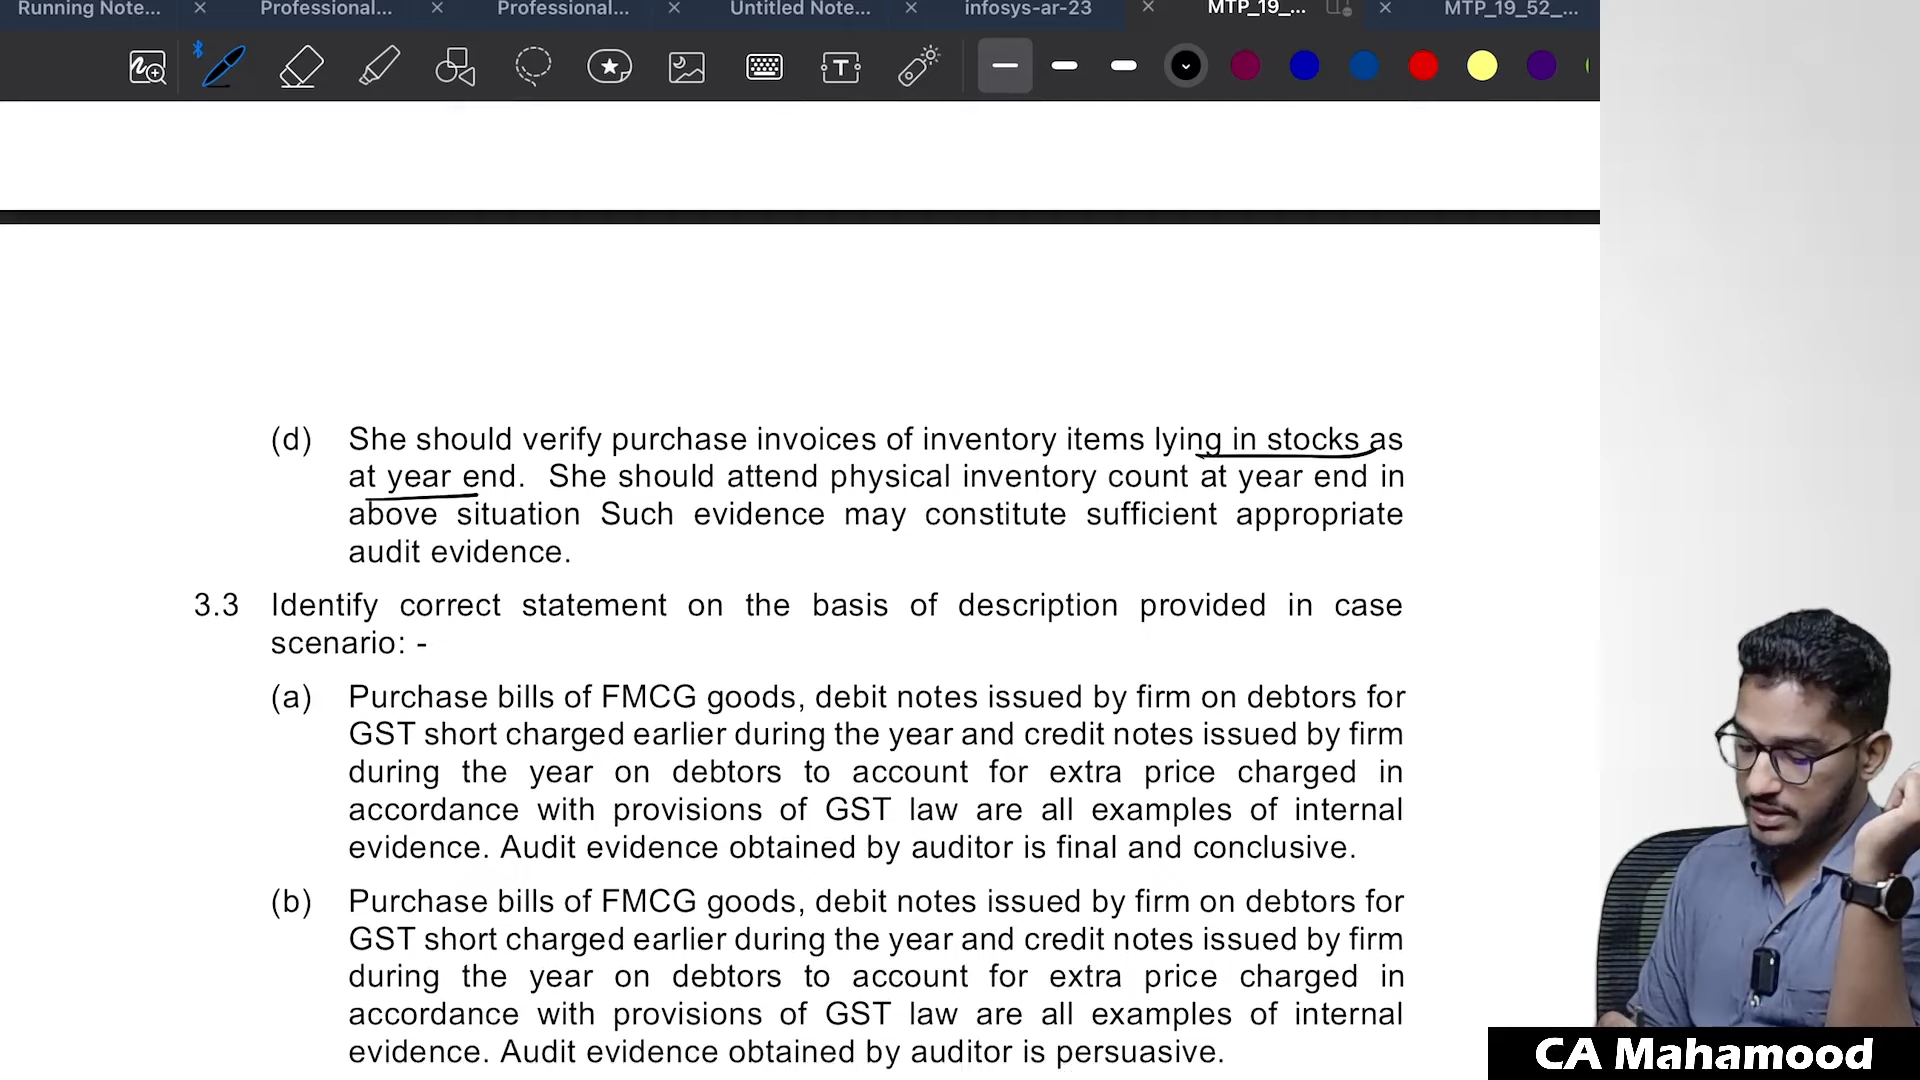 Running Note...
Professional...
Professional...
Untitled Note...
infosys-ar-23
MTP_19_...
MTP_19_52_...
T
(d) She should verify purchase invoices of inventory items lying in stocks as
at year end. She should attend physical inventory count at year end in
above situation Such evidence may constitute sufficient appropriate
audit evidence.
3.3 Identify correct statement on the basis of description provided in case
scenario: -
(a) Purchase bills of FMCG goods, debit notes issued by firm on debtors for
GST short charged earlier during the year and credit notes issued by firm
during the year on debtors to account for extra price charged in
accordance with provisions of GST law are all examples of internal
evidence. Audit evidence obtained by auditor is final and conclusive.
(b) Purchase bills of FMCG goods, debit notes issued by firm on debtors for
GST short charged earlier during the year and credit notes issued by firm
during the year on debtors to account for extra price charged in
accordance with provisions of GST law are all examples of internal
evidence. Audit evidence obtained by auditor is persuasive.
CA Mahamood